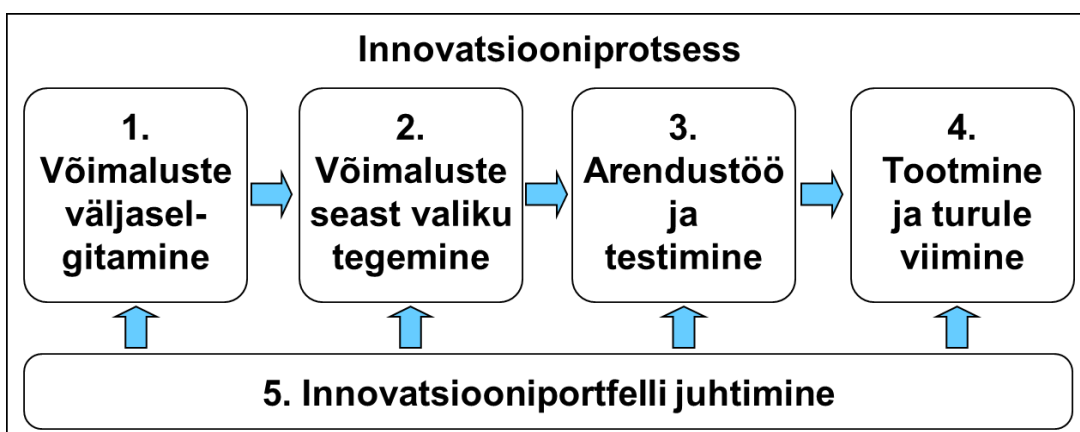 Innovatsiooniprotsess
1.
Võimaluste
väljasel-
gitamine
2.
Võimaluste
seast valiku
tegemine
3.
Arendustöö
ja
testimine
4.
Tootmine
ja turule
viimine
5. Innovatsiooniportfelli juhtimine